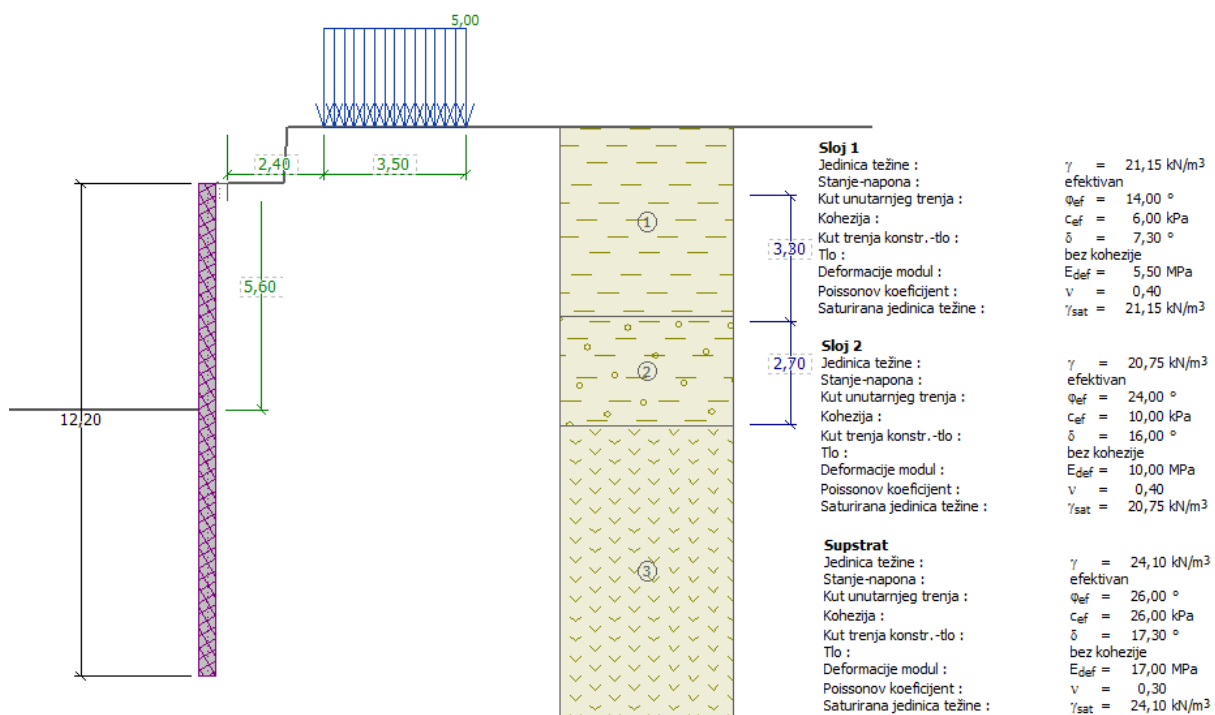 5,00
2,40
3,50
5,60
12,20
1
2
3
3,30
2,70
Sloj 1
Jedinica težine : γ = 21,15 kN/m3
Stanje-napona : efektivan
Kut unutarnjeg trenja : φef = 14,00 °
Kohezija : cef = 6,00 kPa
Kut trenja konstr.-tlo : δ = 7,30 °
Tlo : bez kohezije
Deformacije modul : Edef = 5,50 MPa
Poissonov koeficijent : ν = 0,40
Saturirana jedinica težine : γsat = 21,15 kN/m3
Sloj 2
Jedinica težine : γ = 20,75 kN/m3
Stanje-napona : efektivan
Kut unutarnjeg trenja : φef = 24,00 °
Kohezija : cef = 10,00 kPa
Kut trenja konstr.-tlo : δ = 16,00 °
Tlo : bez kohezije
Deformacije modul : Edef = 10,00 MPa
Poissonov koeficijent : ν = 0,40
Saturirana jedinica težine : γsat = 20,75 kN/m3
Supstrat
Jedinica težine : γ = 24,10 kN/m3
Stanje-napona : efektivan
Kut unutarnjeg trenja : φef = 26,00 °
Kohezija : cef = 26,00 kPa
Kut trenja konstr.-tlo : δ = 17,30 °
Tlo : bez kohezije
Deformacije modul : Edef = 17,00 MPa
Poissonov koeficijent : ν = 0,30
Saturirana jedinica težine : γsat = 24,10 kN/m3